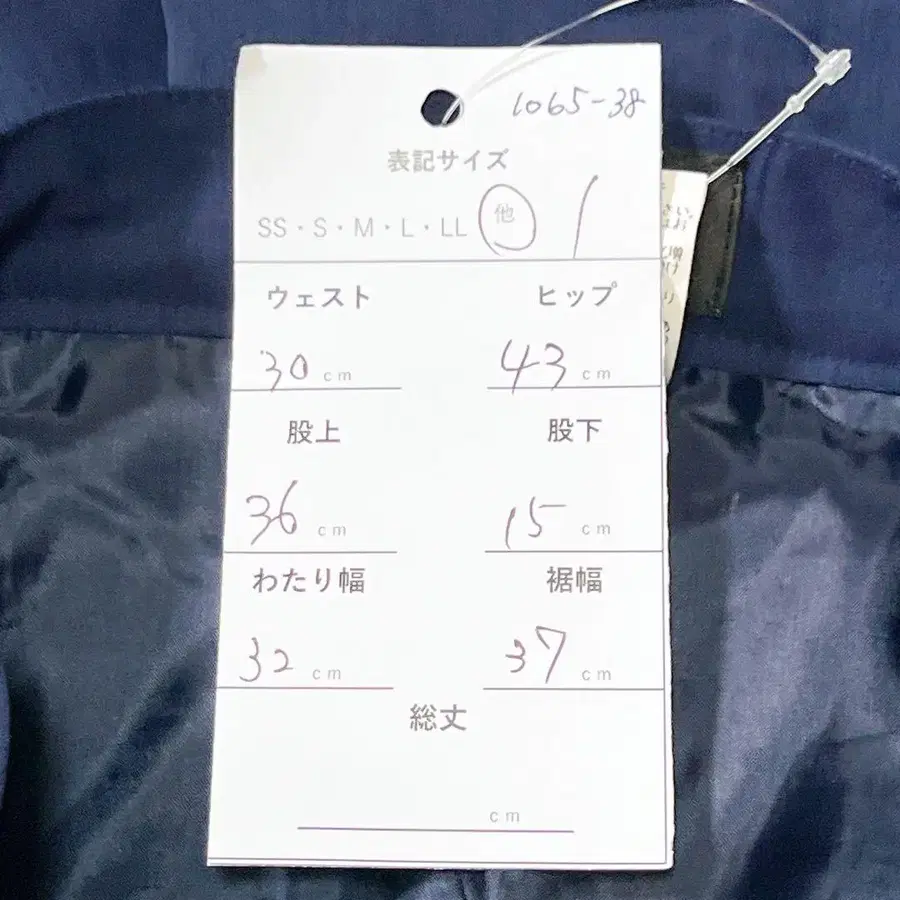 1065-38
表記サイズ
SS・S・M・L・LL 他 1
ウェスト ヒップ
30 cm 43 cm
股上 股下
36 cm 15 cm
わたり幅 裾幅
32 cm 37 cm
総丈
cm
さい。